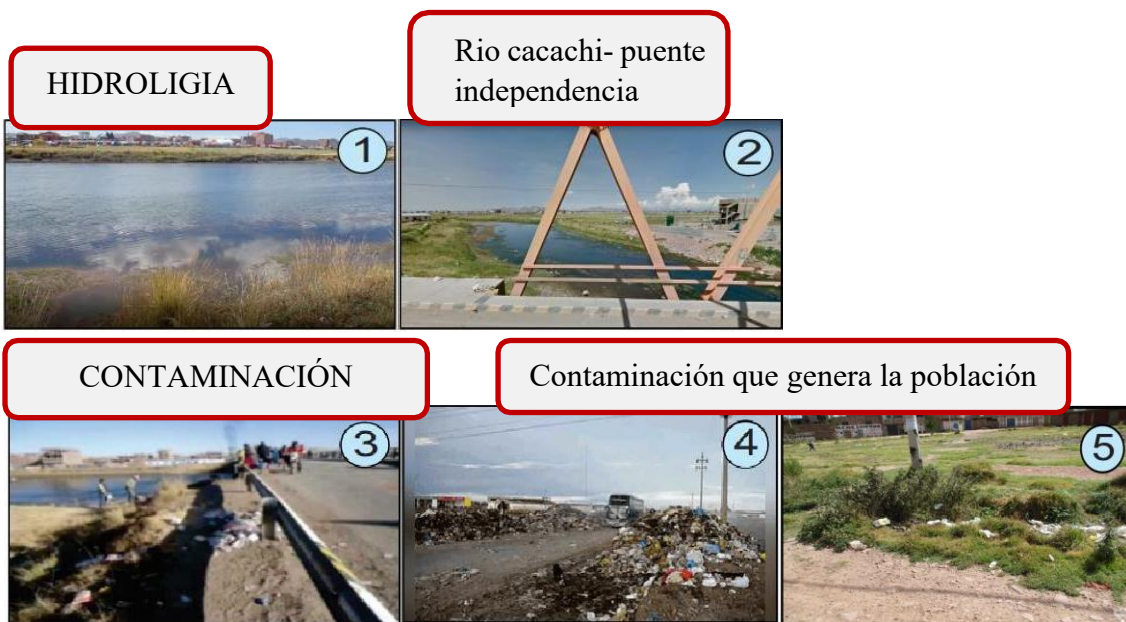 HIDROLIGIA
Rio cacachi- puente
independencia
1
2
CONTAMINACIÓN
Contaminación que genera la población
3
4
5